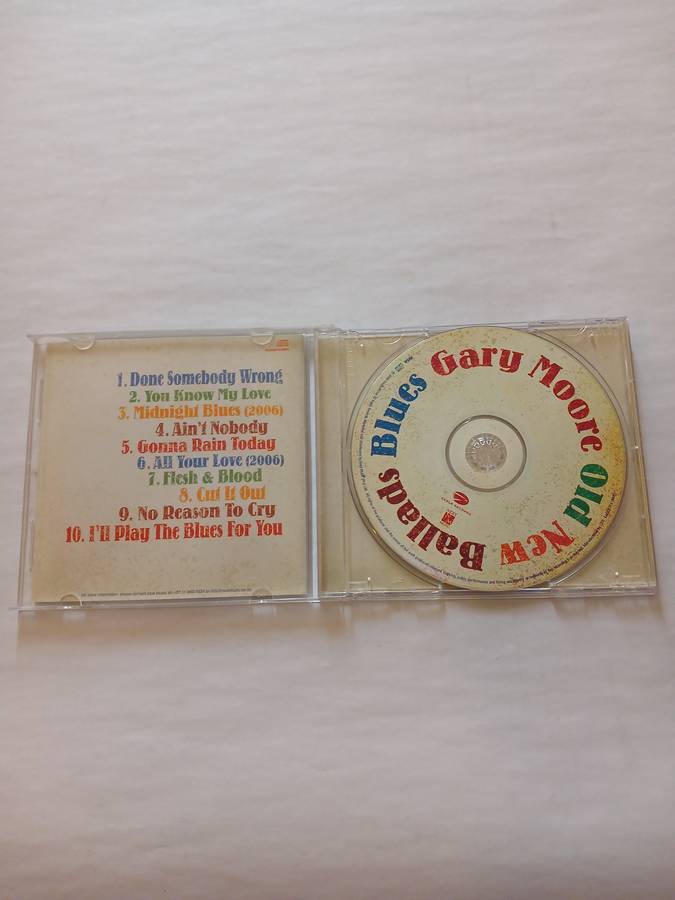 1. Done Somebody Wrong
2. You Know My Love
3. Midnight Blues (2006)
4. Ain't Nobody
5. Gonna Rain Today
6. All Your Love (2006)
7. Flesh & Blood
8. Cut It Out
9. No Reason To Cry
10. I'll Play The Blues For You
Gary Moore
Old New Ballads Blues